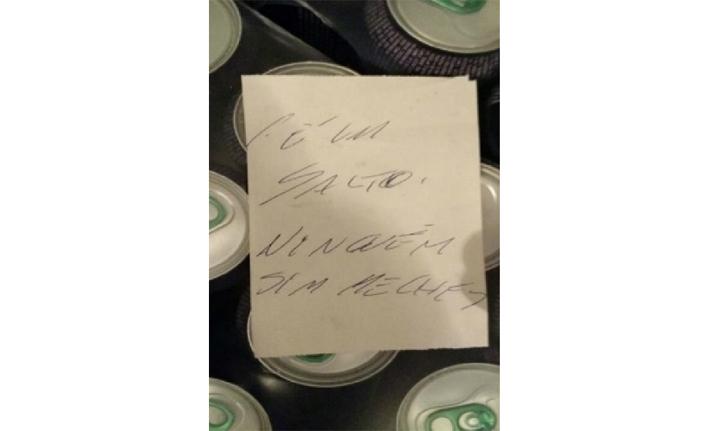 É UM
SALTO.
NINGUÉM
SIM MECHE